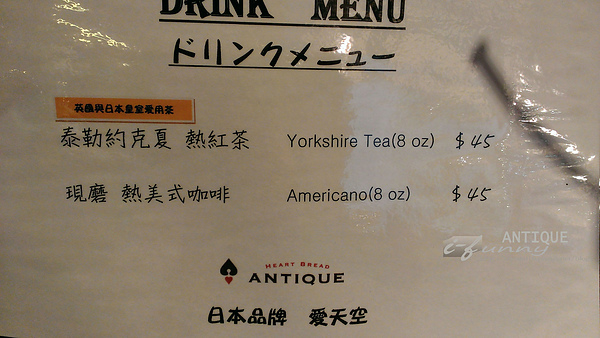 DRINK MENU
ドリンクメニュー
英國與日本皇室愛用茶
泰勒約克夏 熱紅茶 Yorkshire Tea(8 oz) $45
現磨 熱美式咖啡 Americano(8 oz) $45
ANTIQUE
funny
HEART BREAD
ANTIQUE
日本品牌 愛天空